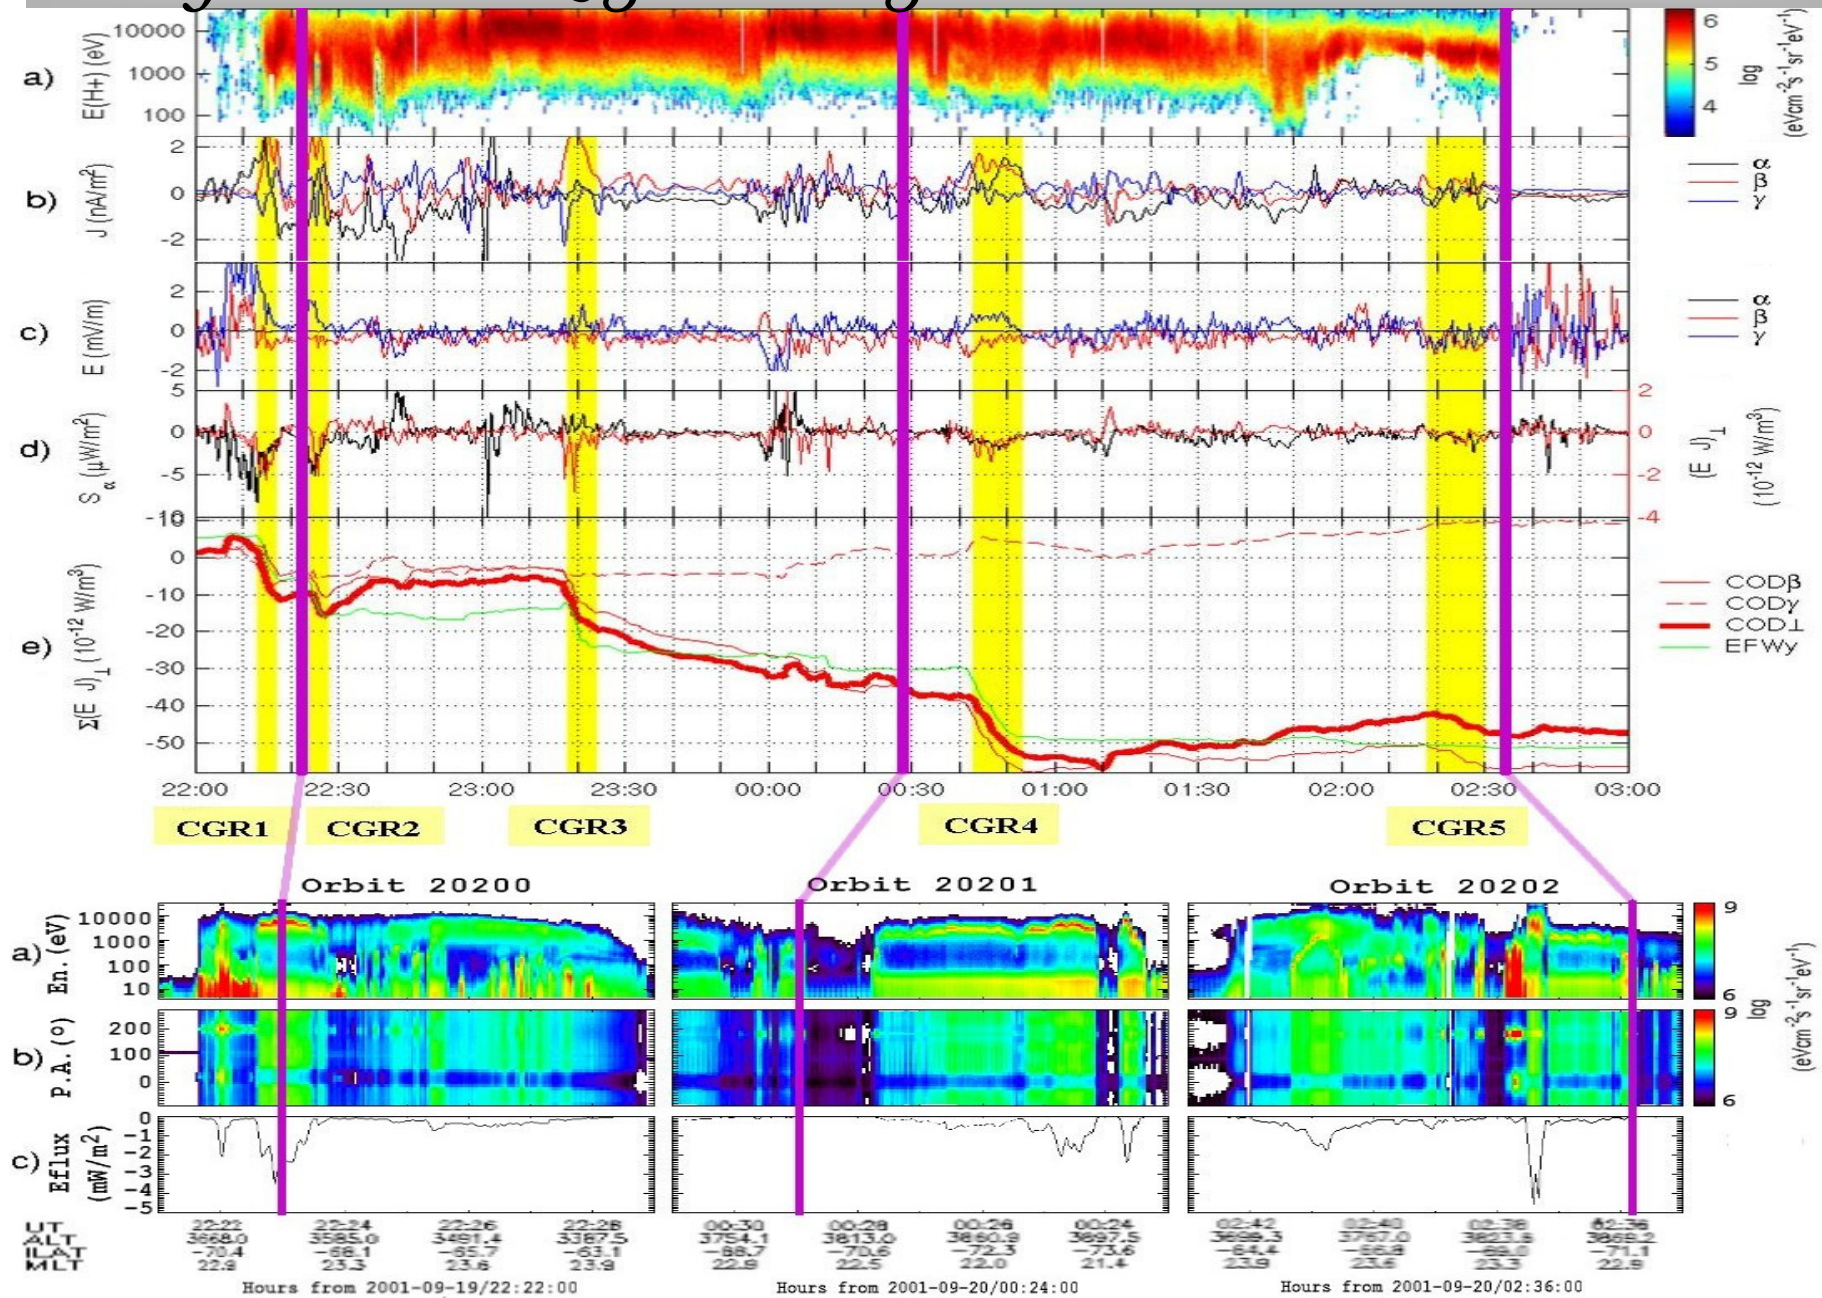 a)
E(H+) (eV)
10000
1000
100
6
5
4
log
(eVcm⁻²s⁻¹sr⁻¹eV⁻¹)
b)
J (nA/m²)
2
0
-2
α
β
γ
c)
E (mV/m)
2
0
-2
α
β
γ
d)
S α (μW/m²)
5
0
-5
-10
2
0
-2
-4
(E J)⊥
(10⁻¹² W/m³)
e)
Σ(E J)⊥ (10⁻¹² W/m³)
0
-10
-20
-30
-40
-50
CODβ
CODγ
COD⊥
EFWy
22:00 22:30 23:00 23:30 00:00 00:30 01:00 01:30 02:00 02:30 03:00
CGR1 CGR2 CGR3 CGR4 CGR5
Orbit 20200 Orbit 20201 Orbit 20202
a)
En. (eV)
10000
1000
100
10
9
6
b)
P.A. (º)
200
100
0
9
6
log
(eVcm⁻²s⁻¹sr⁻¹eV⁻¹)
c)
Eflux
(mW/m²)
0
-1
-2
-3
-4
-5
UT 22:22 22:24 22:26 22:28 00:30 00:28 00:26 00:24 02:42 02:40 02:38 02:36
ALT 3668.0 3585.0 3491.4 3387.5 3754.1 3813.0 3860.9 3897.5 3699.3 3767.0 3823.8 3869.2
ILAT -70.4 -68.1 -65.7 -63.1 -70.6 -72.3 -73.6 -64.4 -66.8 -71.1
MLT 22.9 23.3 23.6 23.9 22.9 22.5 22.0 21.4 23.9 23.6 23.3 22.9
Hours from 2001-09-19/22:22:00 Hours from 2001-09-20/00:24:00 Hours from 2001-09-20/02:36:00